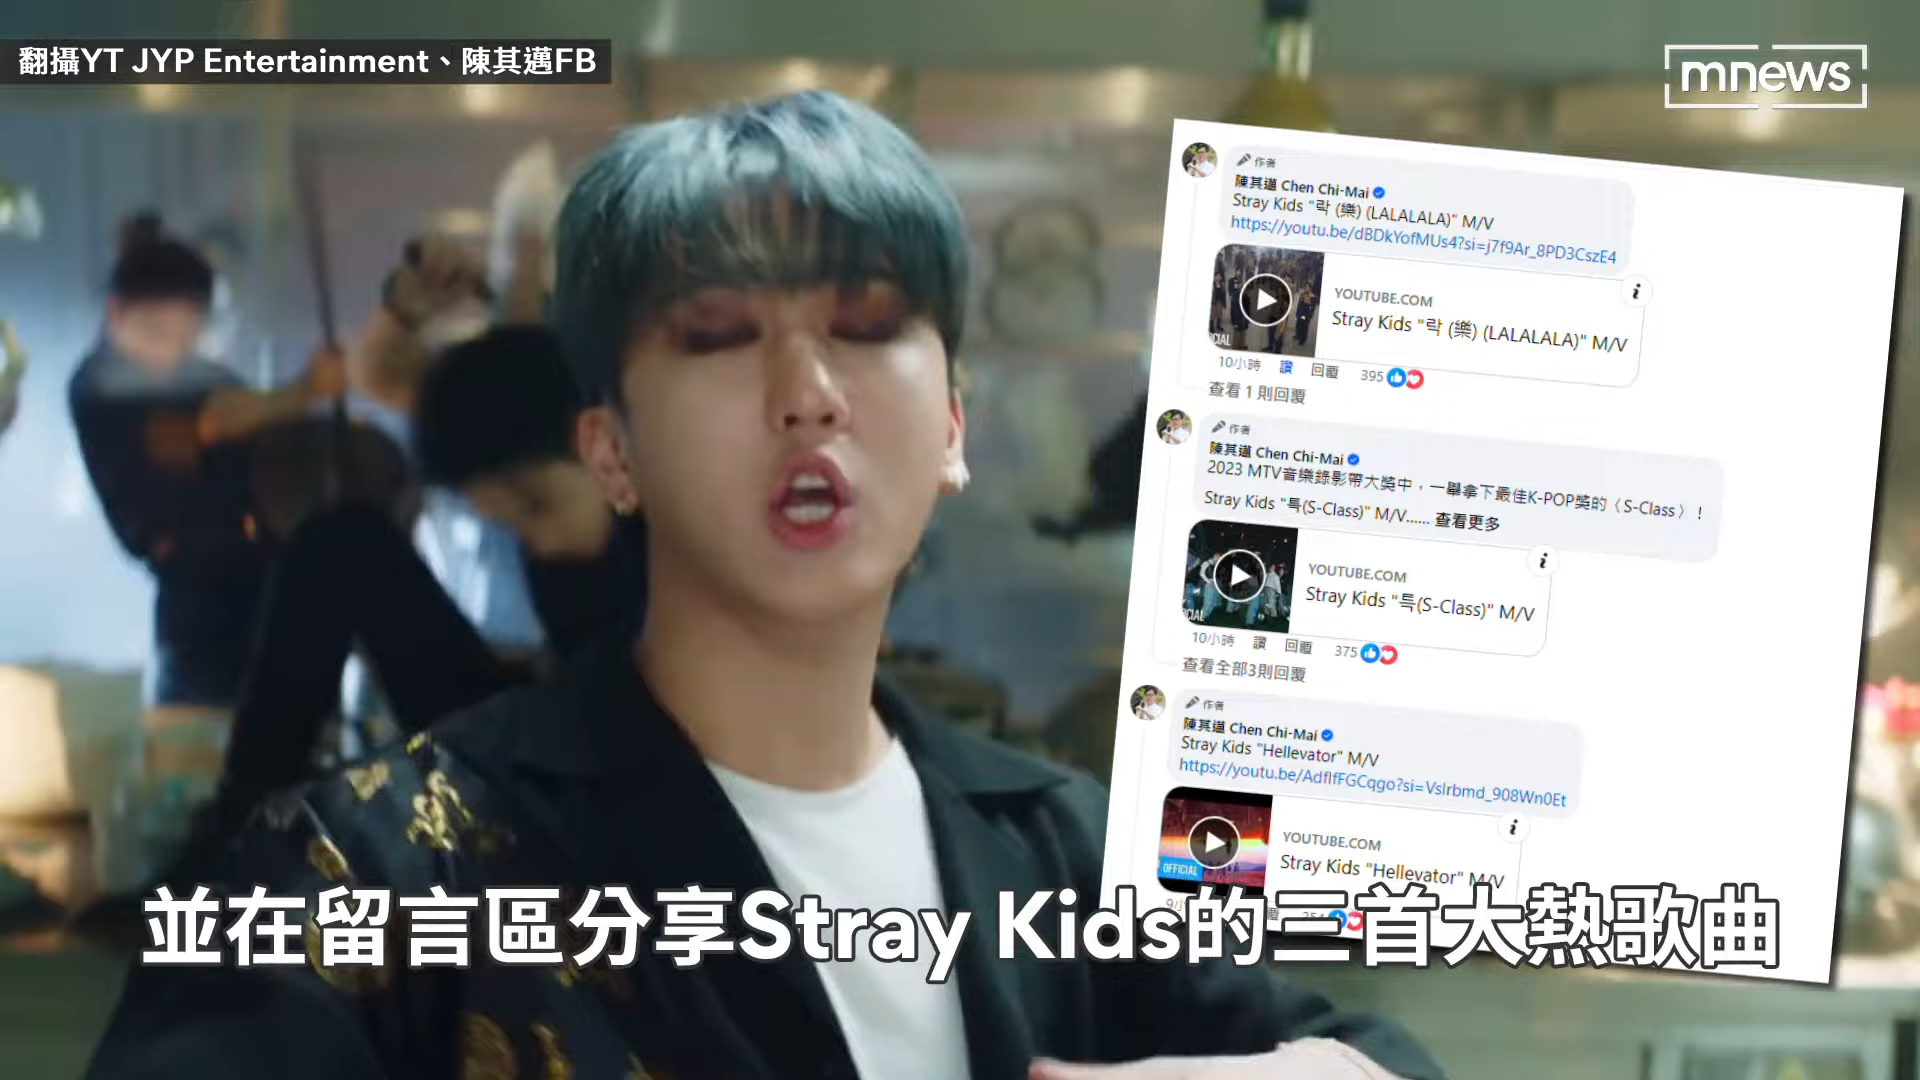 翻攝YT JYP Entertainment、陳其邁FB
mnews
作者
陳其邁 Chen Chi-Mai
Stray Kids "락 (樂) (LALALALA)" M/V
https://youtu.be/dBDkYofMUs4?si=j7f9Ar_8PD3CszE4
YOUTUBE.COM
Stray Kids "락 (樂) (LALALALA)" M/V
10小時 讚 回覆 395
查看 1 則回覆
作者
陳其邁 Chen Chi-Mai
2023 MTV音樂錄影帶大獎中，一舉拿下最佳K-POP獎的〈S-Class〉！
Stray Kids "특(S-Class)" M/V...... 查看更多
YOUTUBE.COM
Stray Kids "특(S-Class)" M/V
10小時 讚 回覆 375
查看全部3則回覆
作者
陳其邁 Chen Chi-Mai
Stray Kids "Hellevator" M/V
https://youtu.be/AdfIfFGCqgo?si=Vslrbmd_908Wn0Et
OFFICIAL
YOUTUBE.COM
Stray Kids "Hellevator" M/V
並在留言區分享Stray Kids的三首大熱歌曲